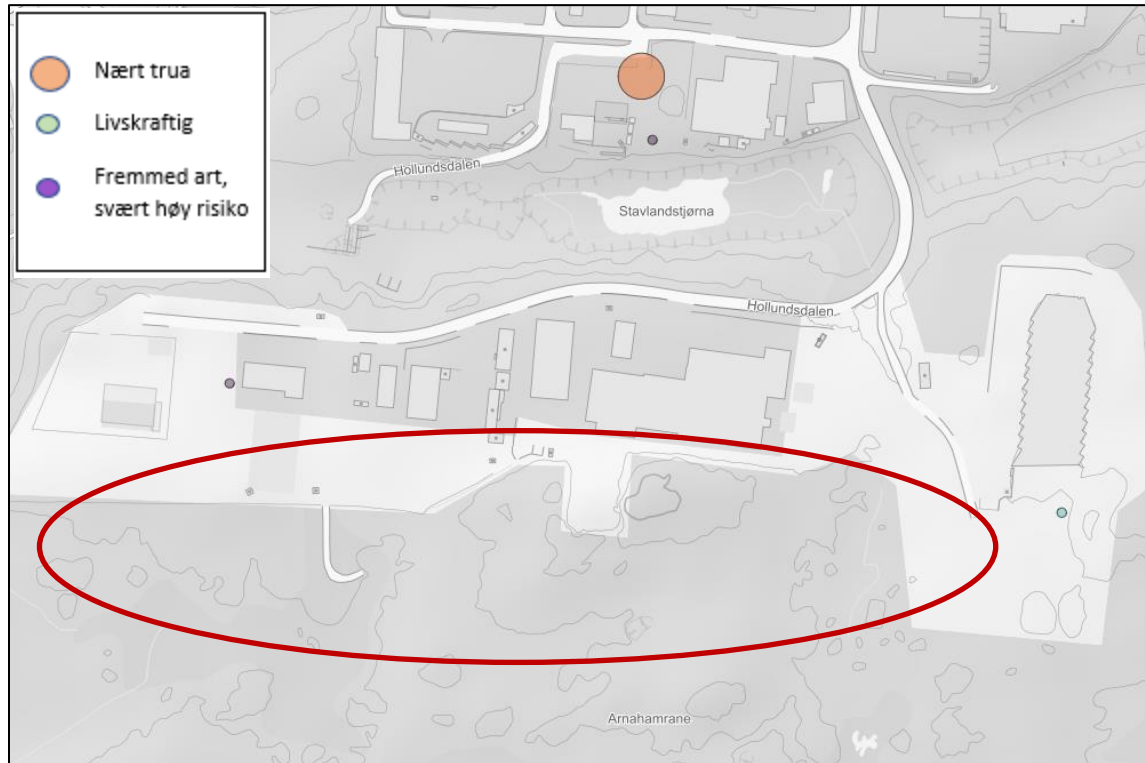 Nært trua
Livskraftig
Fremmed art,
svært høy risiko
Hollundsdalen
Stavlandstjørna
Hollundsdalen
Arnahamrane